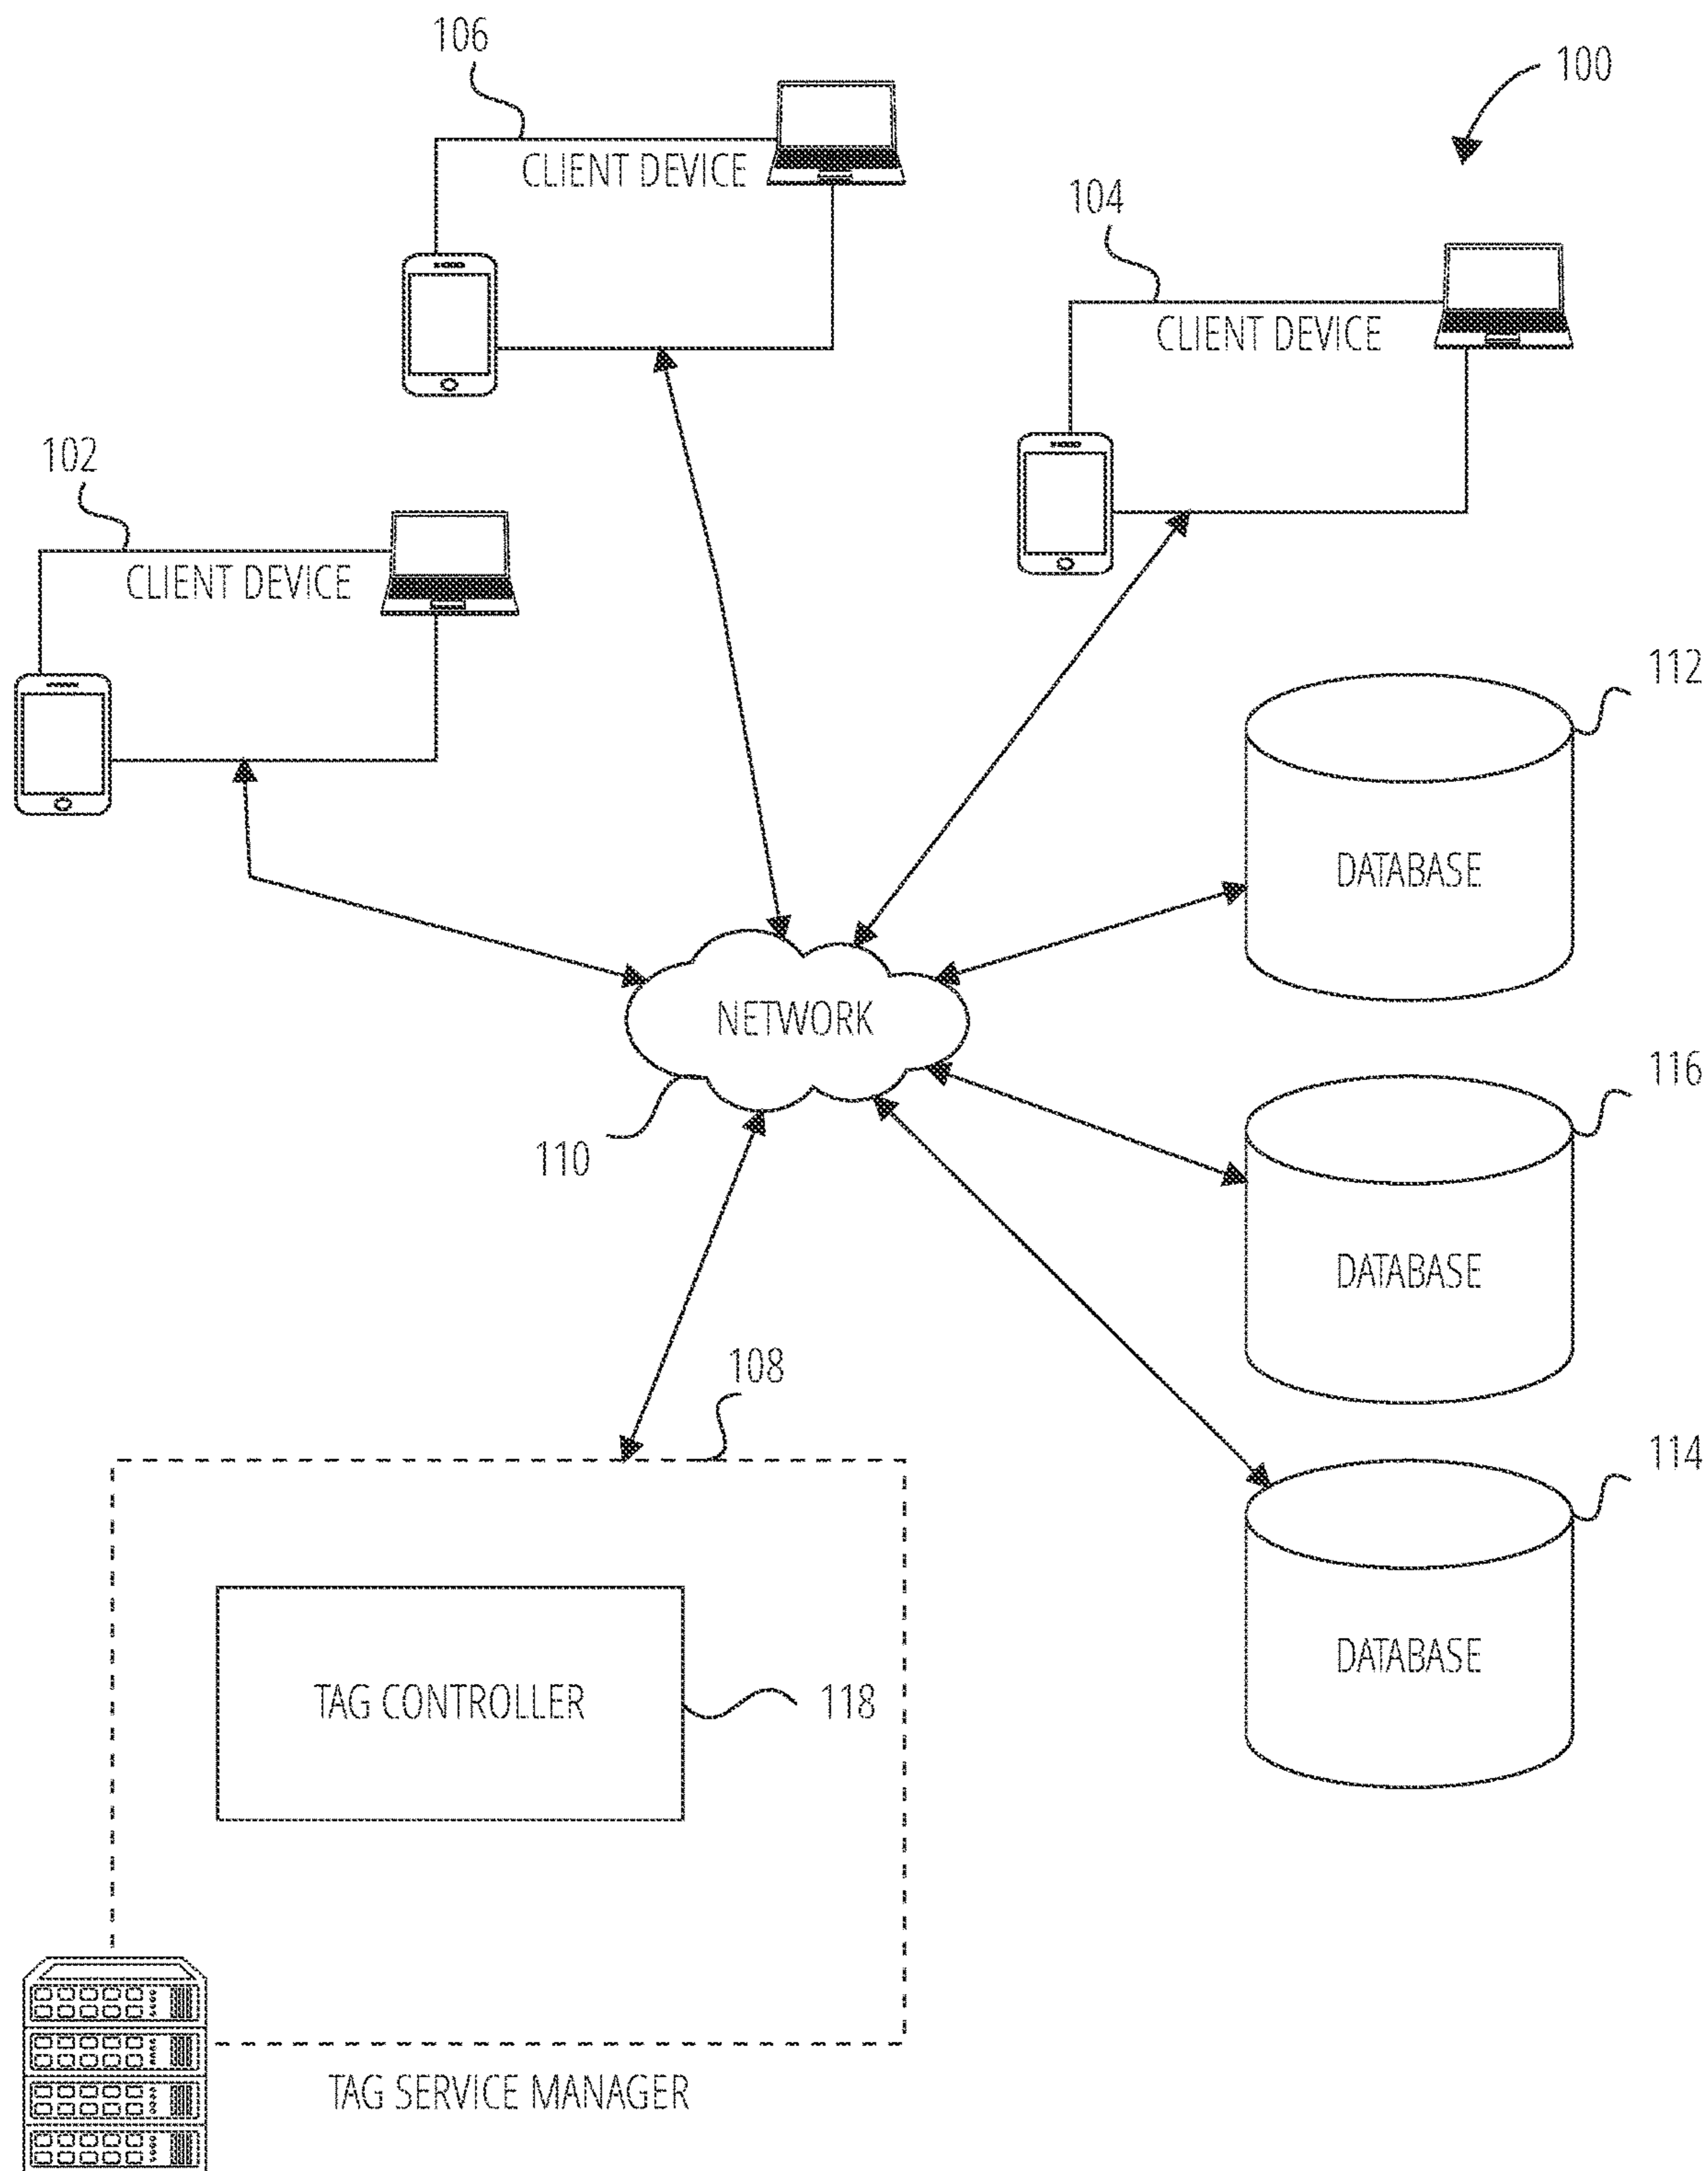 106
100
CLIENT DEVICE
104
CLIENT DEVICE
102
CLIENT DEVICE
112
DATABASE
NETWORK
116
110
DATABASE
108
114
DATABASE
TAG CONTROLLER
118
TAG SERVICE MANAGER